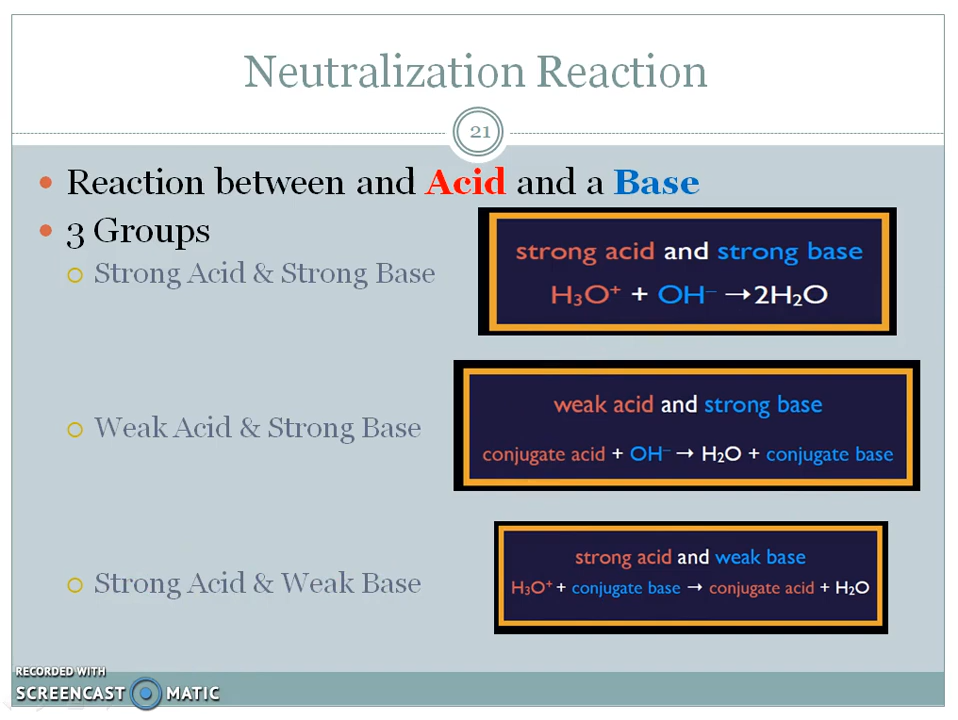 Neutralization Reaction
21
Reaction between and Acid and a Base
3 Groups
Strong Acid & Strong Base
strong acid and strong base
H₃O⁺ + OH⁻ →2H₂O
Weak Acid & Strong Base
weak acid and strong base
conjugate acid + OH⁻ → H₂O + conjugate base
Strong Acid & Weak Base
strong acid and weak base
H₃O⁺ + conjugate base → conjugate acid + H₂O
RECORDED WITH
SCREENCAST MATIC